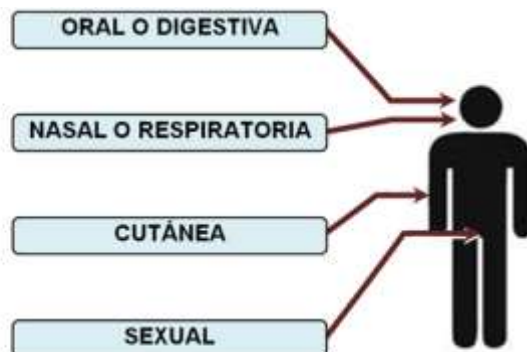 ORAL O DIGESTIVA
NASAL O RESPIRATORIA
CUTÁNEA
SEXUAL